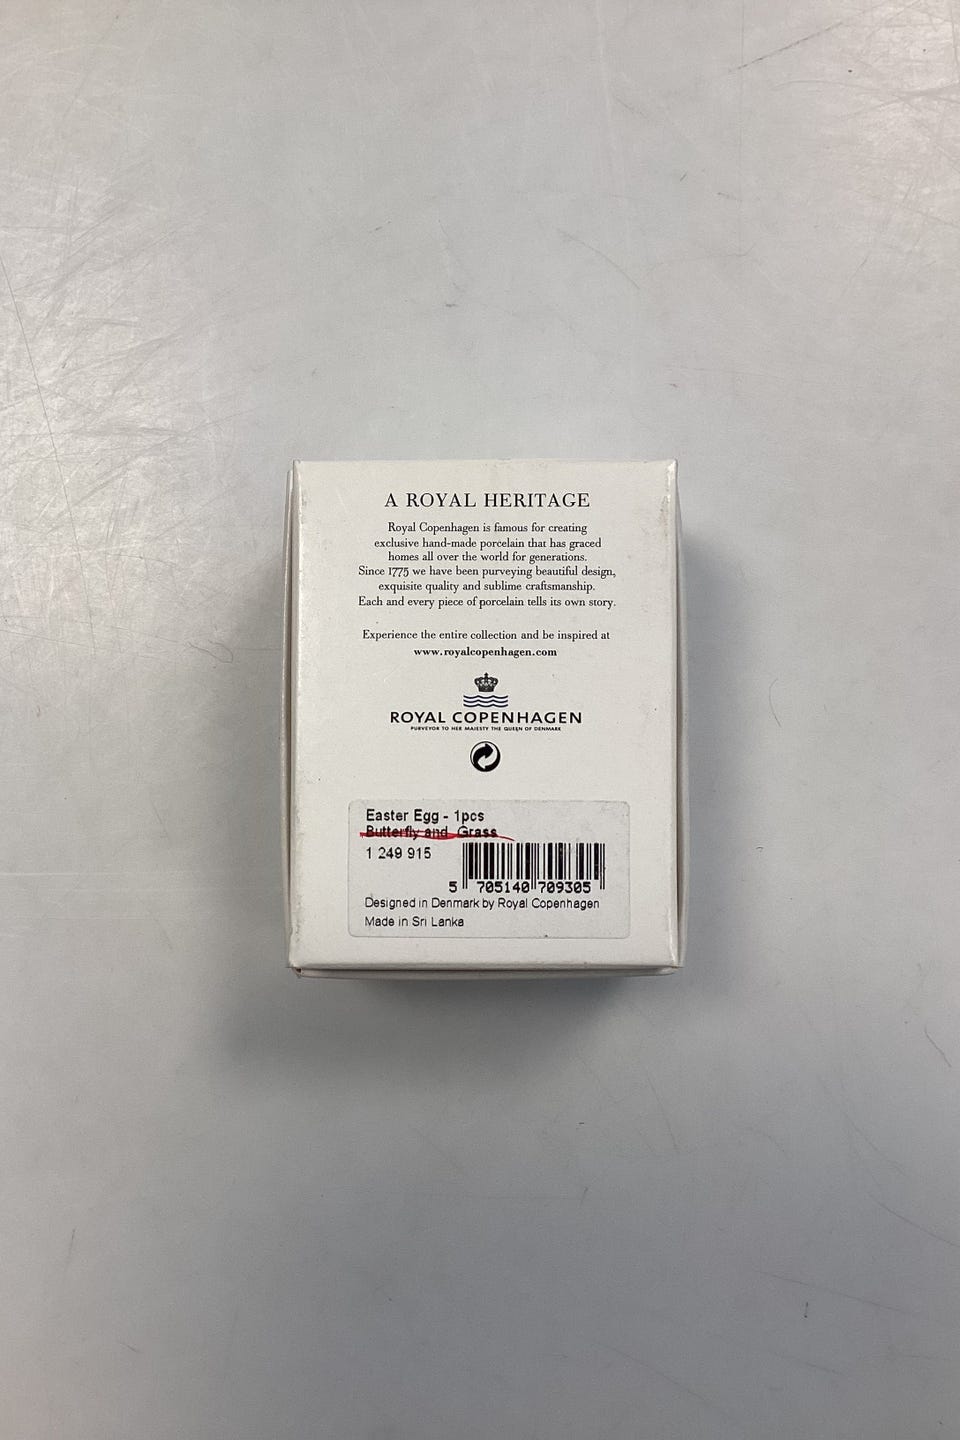 A ROYAL HERITAGE
Royal Copenhagen is famous for creating
exclusive hand-made porcelain that has graced
homes all over the world for generations.
Since 1775 we have been purveying beautiful design,
exquisite quality and sublime craftsmanship.
Each and every piece of porcelain tells its own story.
Experience the entire collection and be inspired at
www.royalcopenhagen.com
ROYAL COPENHAGEN
PURVEYOR TO HER MAJESTY THE QUEEN OF DENMARK
Easter Egg - 1pcs
Butterfly and Grass
1 249 915
5 705140 709305
Designed in Denmark by Royal Copenhagen
Made in Sri Lanka